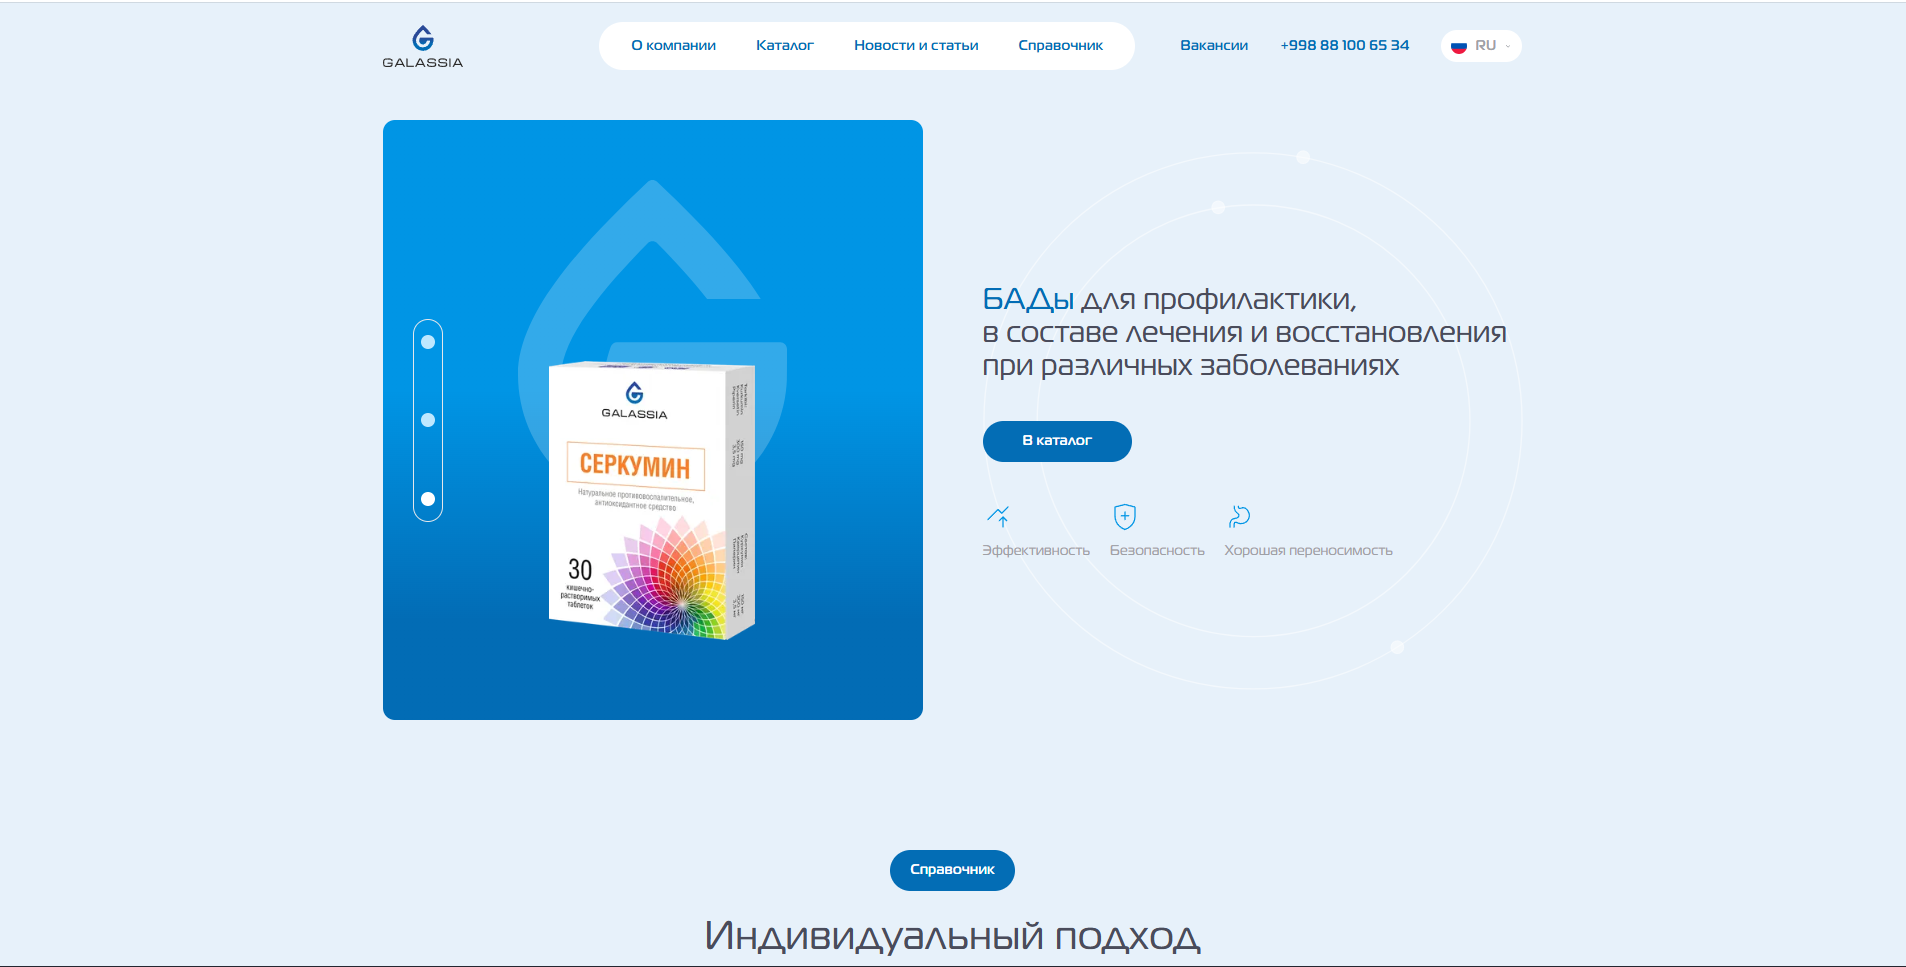 GALASSIA
О компании
Каталог
Новости и статьи
Справочник
Вакансии
+998 88 100 65 34
RU
GALASSIA
СЕРКУМИН
Натуральное противовоспалительное,
антиоксидантное средство
30
кишечно-
растворимых
таблеток
БАДы для профилактики,
в составе лечения и восстановления
при различных заболеваниях
В каталог
Эффективность
Безопасность
Хорошая переносимость
Справочник
Индивидуальный подход